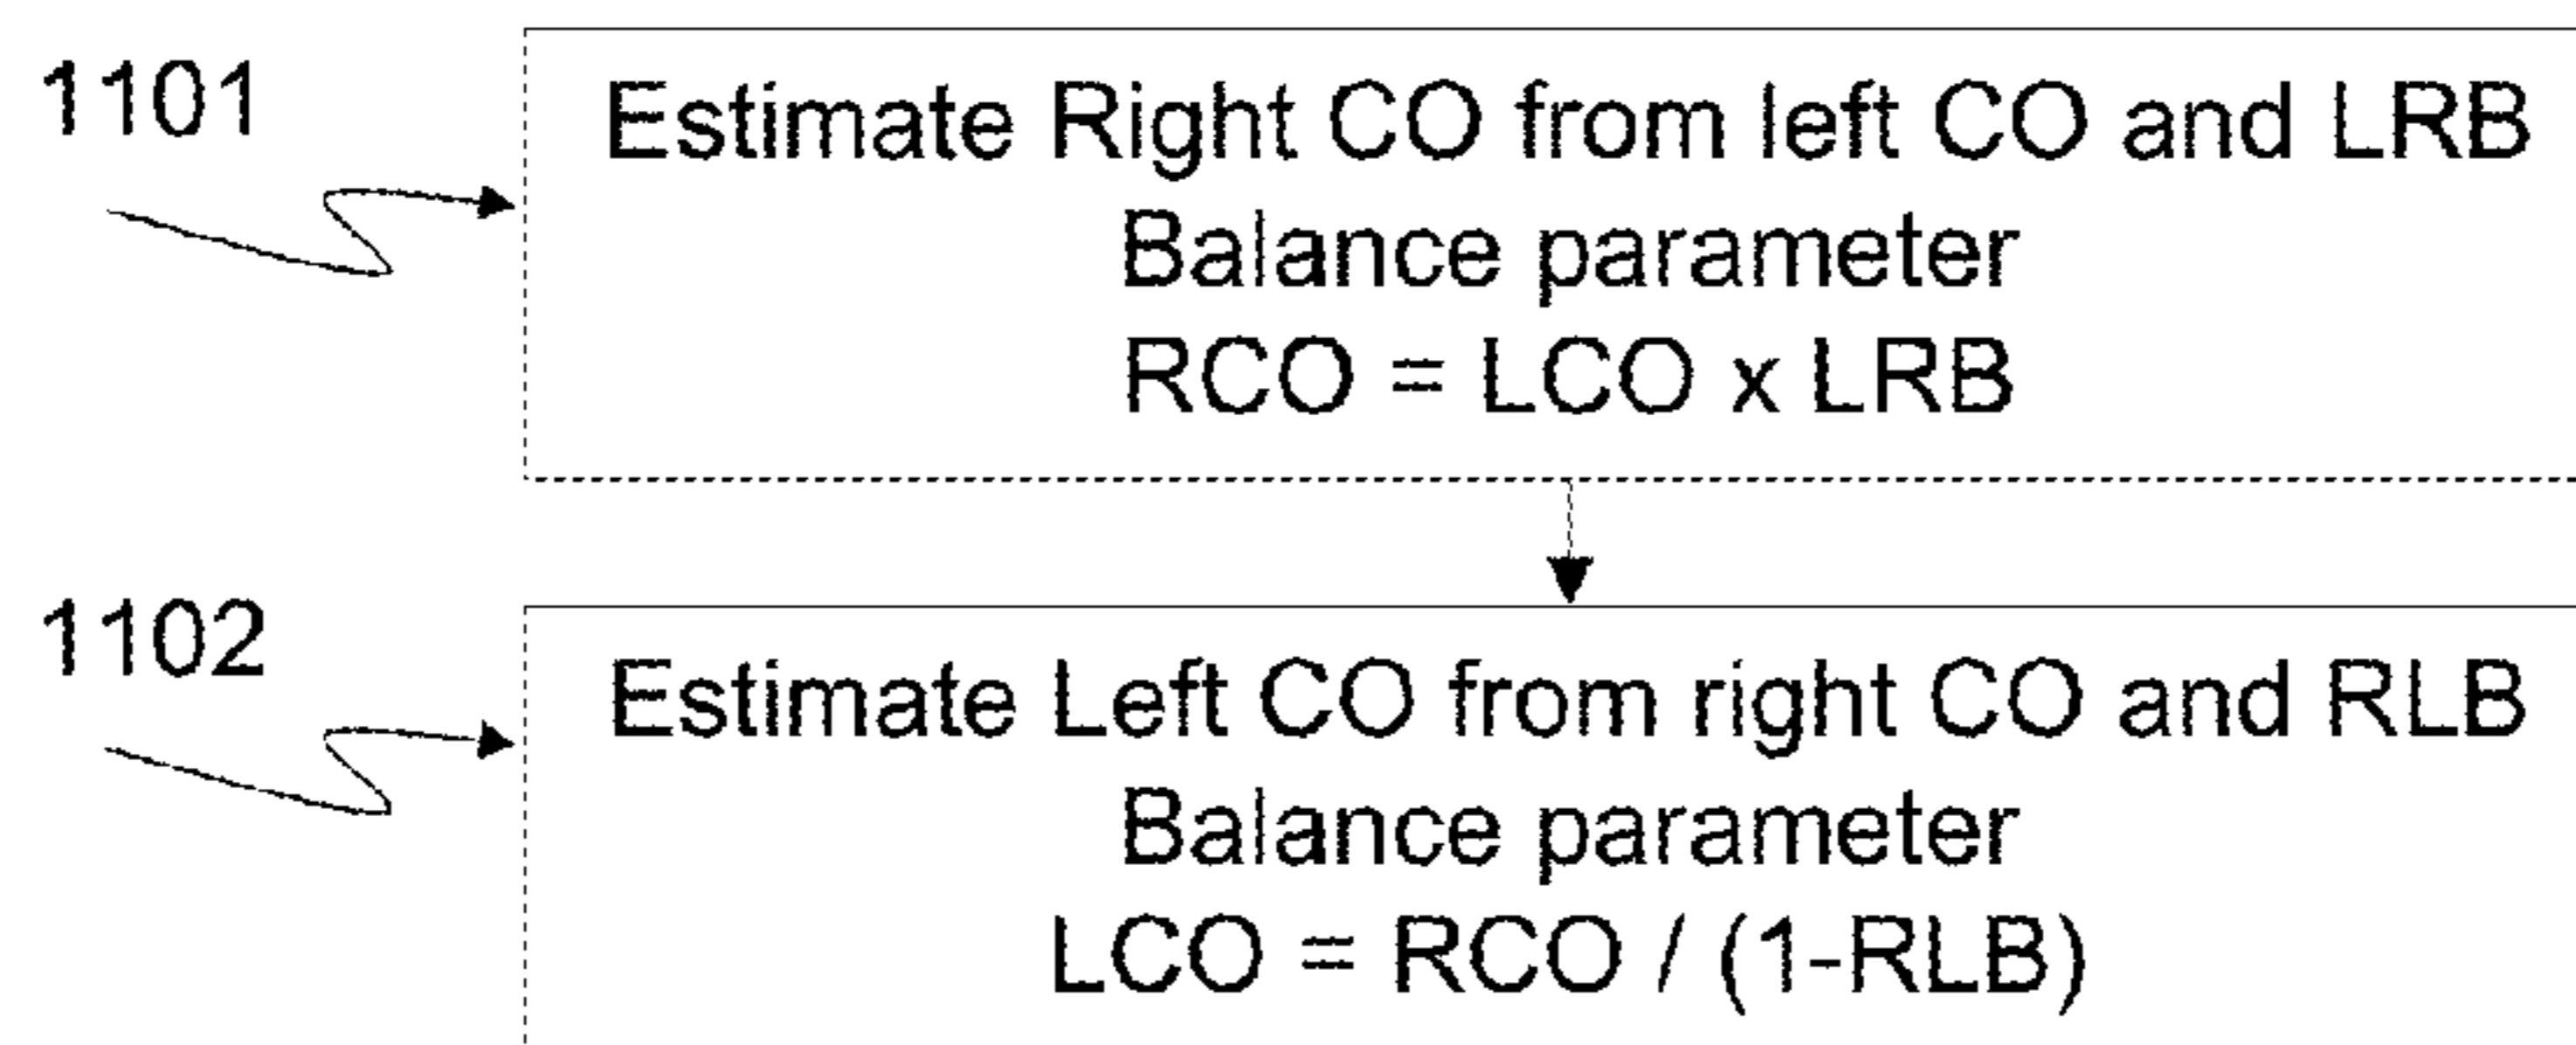 1101
Estimate Right CO from left CO and LRB
Balance parameter
RCO = LCO x LRB
1102
Estimate Left CO from right CO and RLB
Balance parameter
LCO = RCO / (1-RLB)